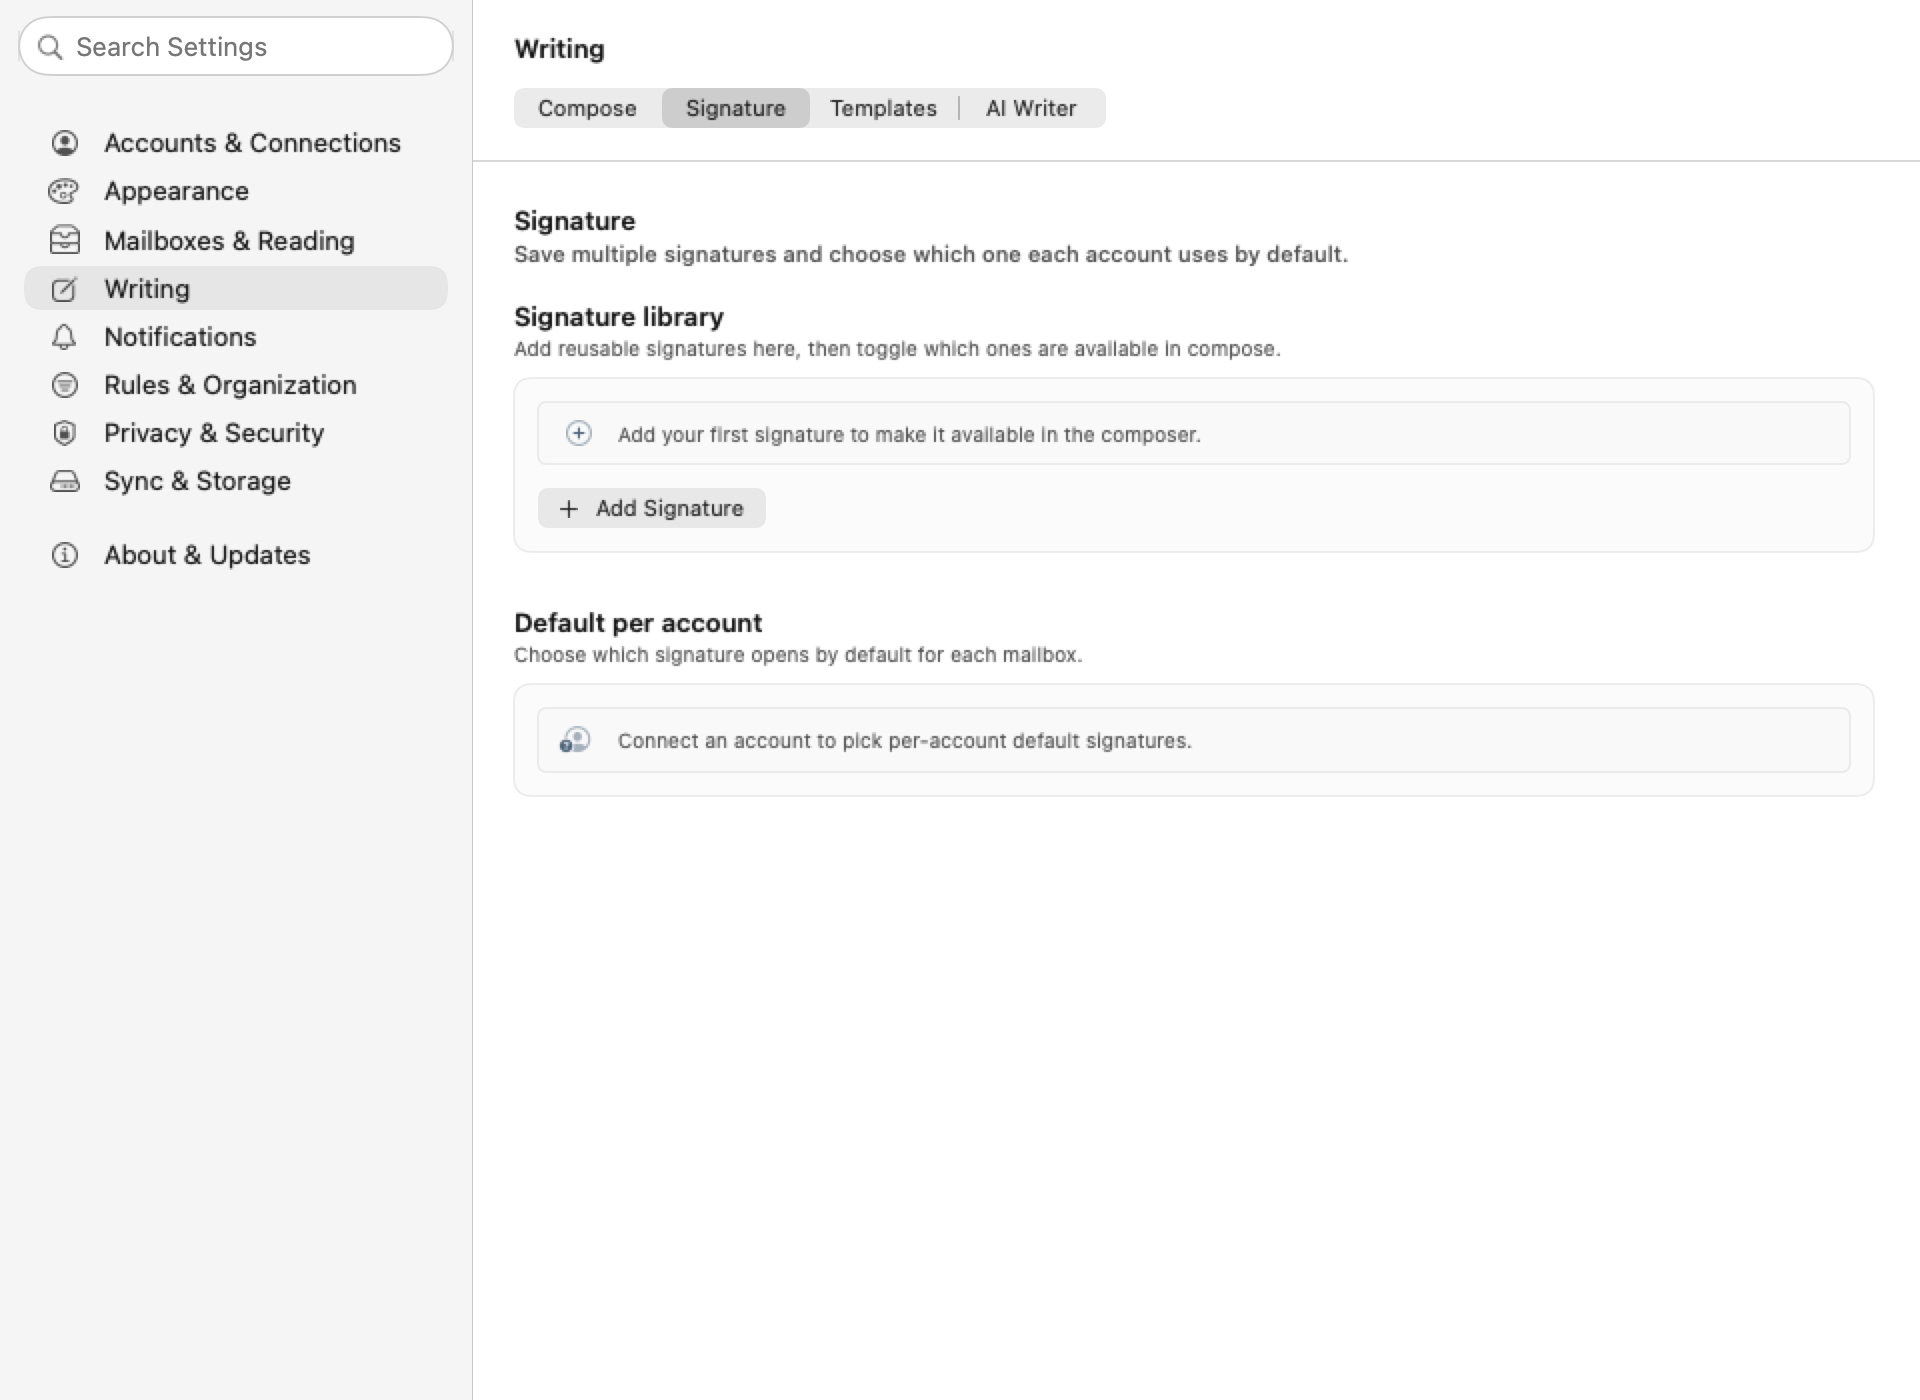 Search Settings
Accounts & Connections
Appearance
Mailboxes & Reading
Writing
Notifications
Rules & Organization
Privacy & Security
Sync & Storage
About & Updates
Writing
Compose
Signature
Templates
AI Writer
Signature
Save multiple signatures and choose which one each account uses by default.
Signature library
Add reusable signatures here, then toggle which ones are available in compose.
Add your first signature to make it available in the composer.
Add Signature
Default per account
Choose which signature opens by default for each mailbox.
Connect an account to pick per-account default signatures.